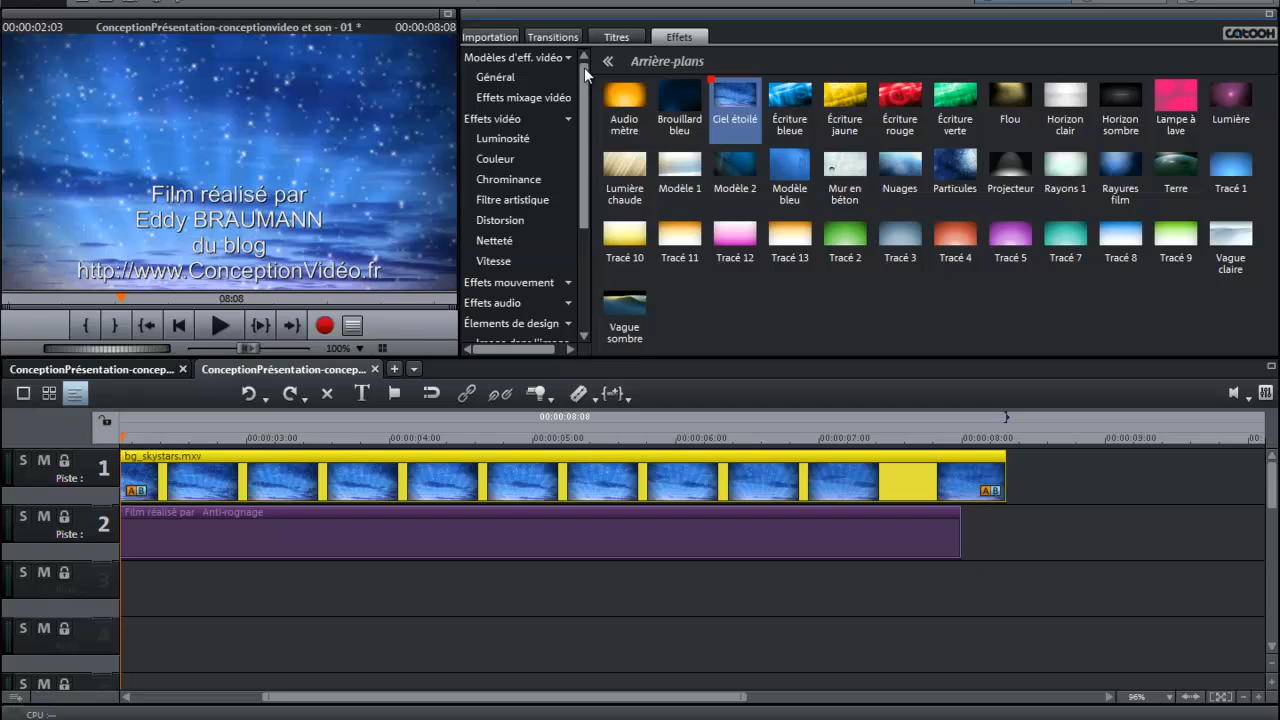 00:00:02:03
ConceptionPrésentation-conceptionvideo et son - 01 *
00:00:08:08
Film réalisé par
Eddy BRAUMANN
du blog
http://www.ConceptionVidéo.fr
08:08
100%
Importation
Transitions
Titres
Effets
CATOOH
Modèles d'eff. vidéo
Général
Effets mixage vidéo
Effets vidéo
Luminosité
Couleur
Chrominance
Filtre artistique
Distorsion
Netteté
Vitesse
Effets mouvement
Effets audio
Élements de design
Image dans l'image
Arrière-plans
Audio mètre
Brouillard bleu
Ciel étoilé
Écriture bleue
Écriture jaune
Écriture rouge
Écriture verte
Flou
Horizon clair
Horizon sombre
Lampe à lave
Lumière
Lumière chaude
Modèle 1
Modèle 2
Modèle bleu
Mur en béton
Nuages
Particules
Projecteur
Rayons 1
Rayures film
Terre
Tracé 1
Tracé 10
Tracé 11
Tracé 12
Tracé 13
Tracé 2
Tracé 3
Tracé 4
Tracé 5
Tracé 7
Tracé 8
Tracé 9
Vague claire
Vague sombre
ConceptionPrésentation-concep...
ConceptionPrésentation-concep...
00:00:08:08
00:00:03:00
00:00:04:00
00:00:05:00
00:00:06:00
00:00:07:00
00:00:08:00
00:00:09:00
00:
S M
Piste :
1
bg_skystars.mxv
A B
A B
S M
Piste :
2
Film réalisé par Anti-rognage
S M
3
S M
4
S M
96%
CPU :---